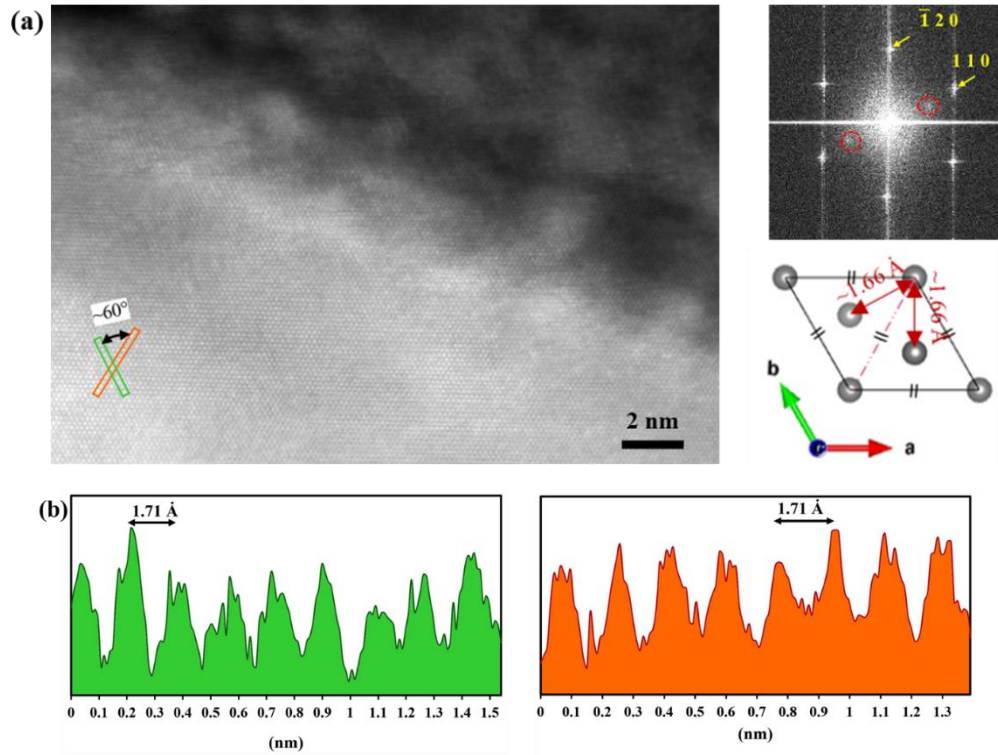 (a)
1̄ 2 0
1 1 0
~60°
2 nm
~1.66 Å
~1.66 Å
b
a
c
(b)
1.71 Å
0 0.1 0.2 0.3 0.4 0.5 0.6 0.7 0.8 0.9 1 1.1 1.2 1.3 1.4 1.5
(nm)
1.71 Å
0 0.1 0.2 0.3 0.4 0.5 0.6 0.7 0.8 0.9 1 1.1 1.2 1.3
(nm)